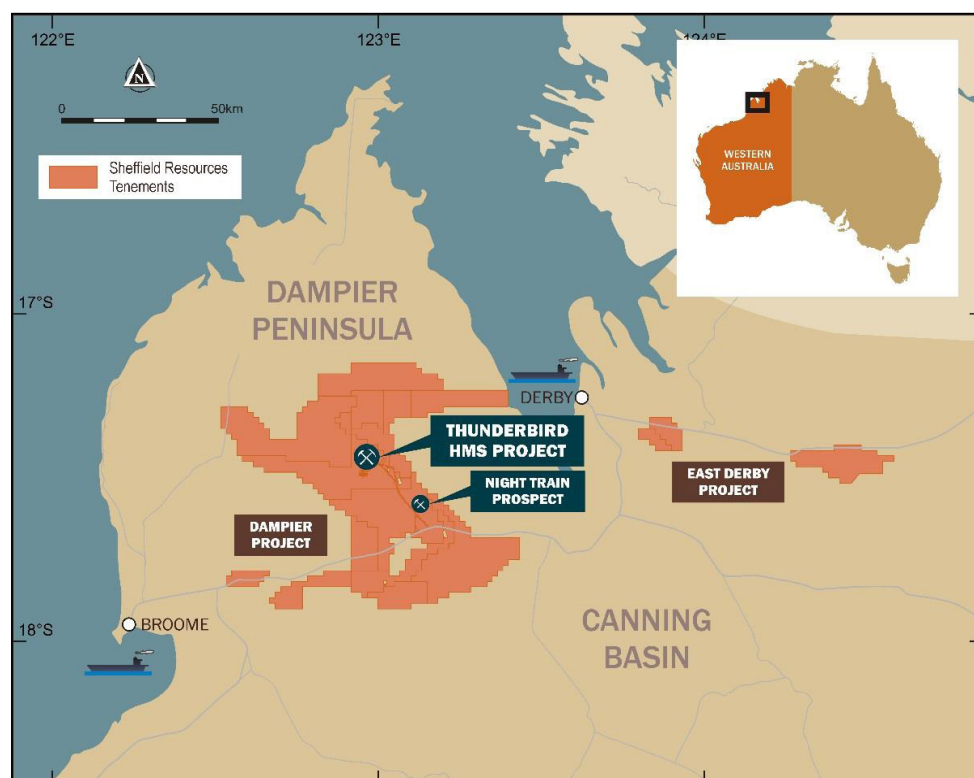 122°E
123°E
124°E
N
0
50km
Sheffield Resources
Tenements
WESTERN
AUSTRALIA
17°S
DAMPIER
PENINSULA
DERBY
THUNDERBIRD
HMS PROJECT
NIGHT TRAIN
PROSPECT
EAST DERBY
PROJECT
DAMPIER
PROJECT
BROOME
18°S
CANNING
BASIN